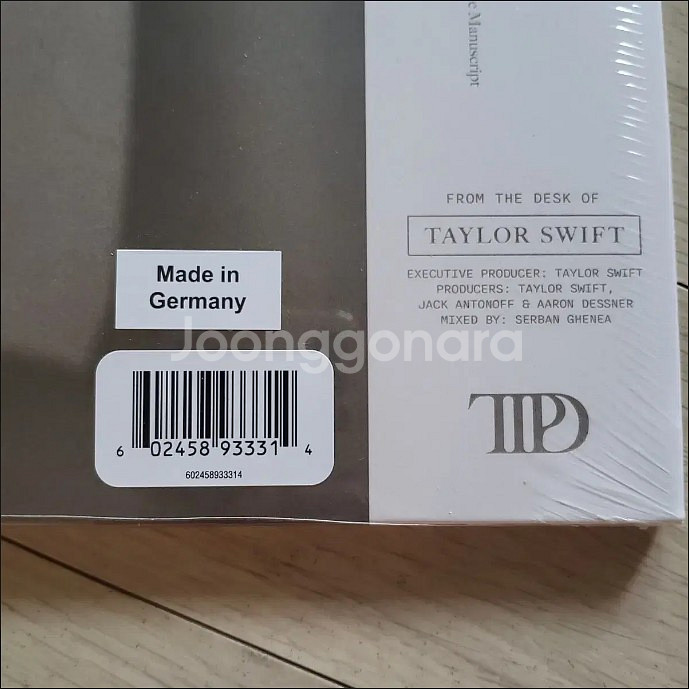 Manuscript
FROM THE DESK OF
TAYLOR SWIFT
EXECUTIVE PRODUCER: TAYLOR SWIFT
PRODUCERS: TAYLOR SWIFT,
JACK ANTONOFF & AARON DESSNER
MIXED BY: SERBAN GHENEA
Made in
Germany
Joonggonara
6 02458 93331 4
602458933314
TTPD